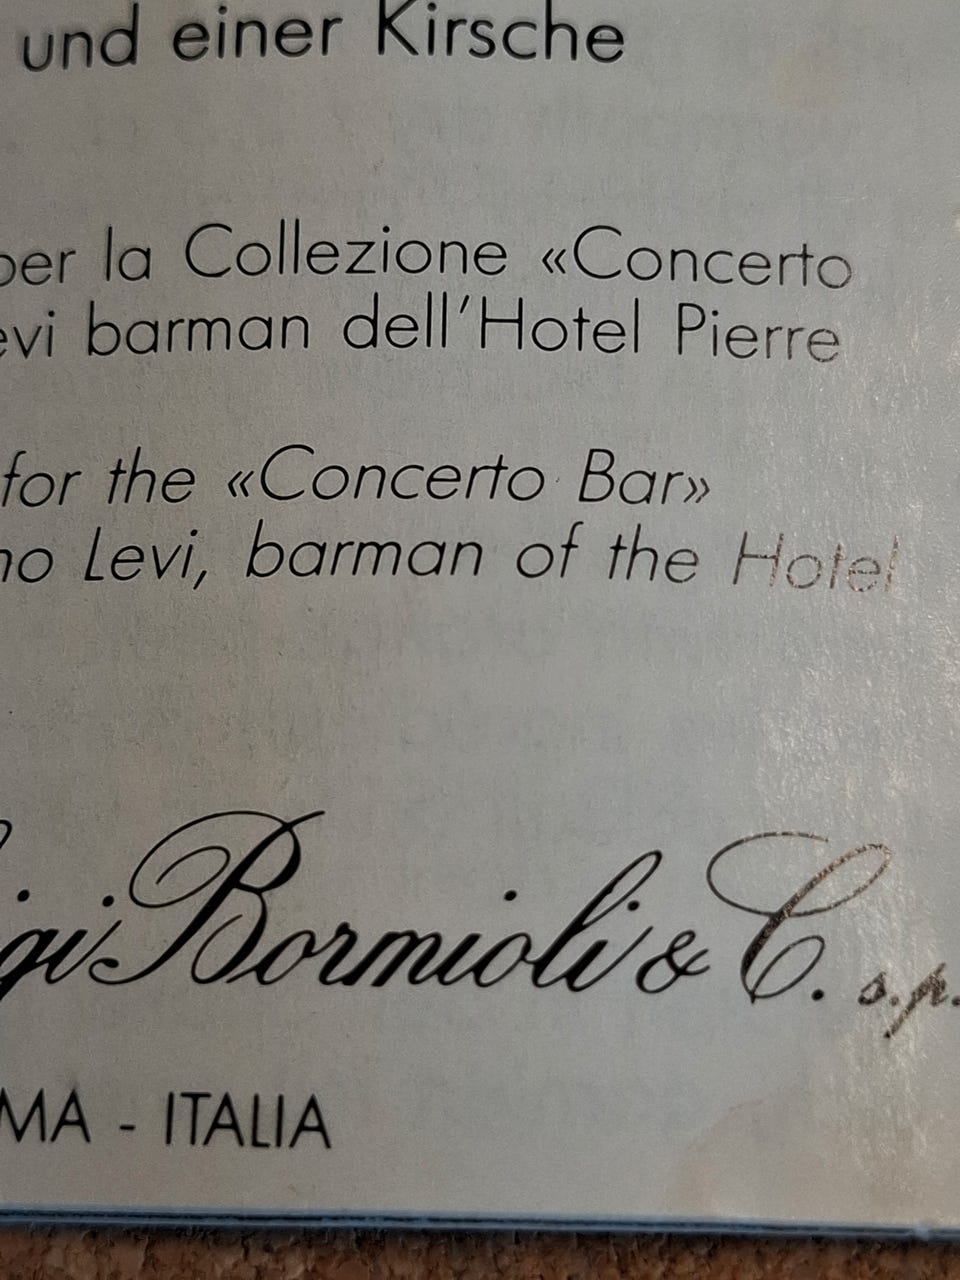 und einer Kirsche
per la Collezione «Concerto
evi barman dell'Hotel Pierre
for the «Concerto Bar»
no Levi, barman of the Hotel
igi Bormioli & C. s.p.
MA - ITALIA